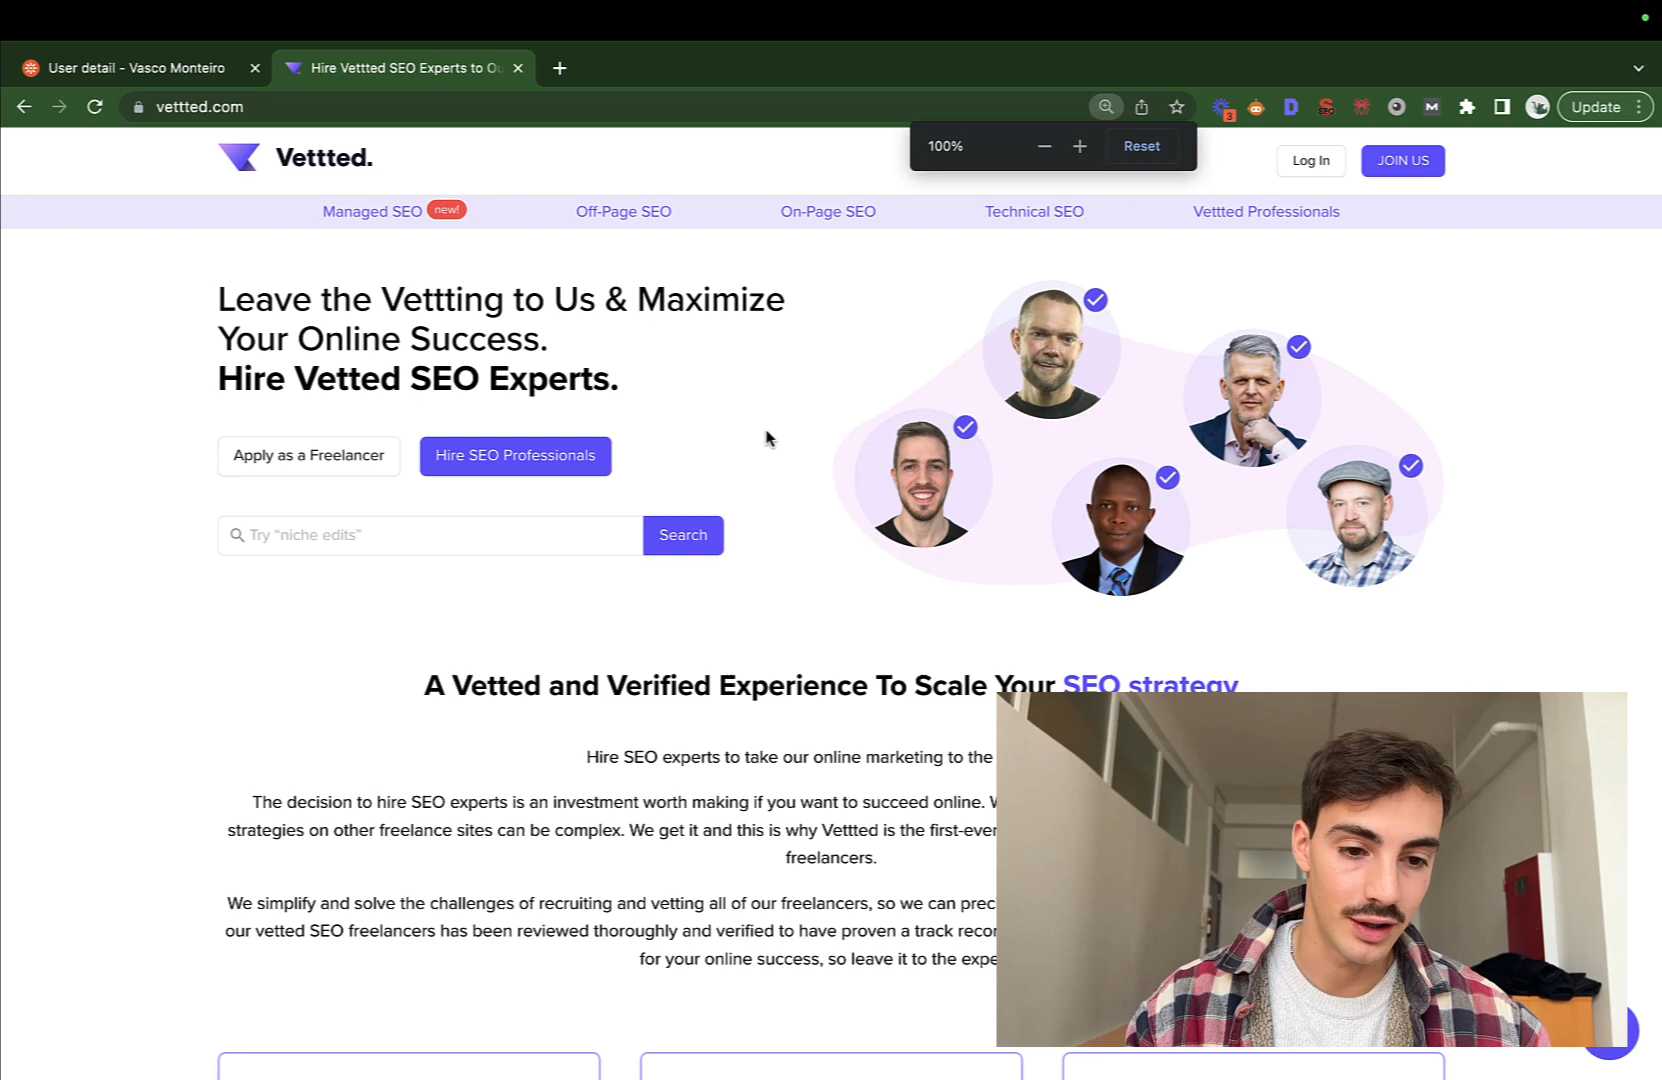 User detail - Vasco Monteiro
Hire Vettted SEO Experts to Ou
vettted.com
3
SEO
D
M
Update
100%
Reset
Vettted.
Log In
JOIN US
Managed SEO new!
Off-Page SEO
On-Page SEO
Technical SEO
Vettted Professionals
Leave the Vettting to Us & Maximize
Your Online Success.
Hire Vetted SEO Experts.
Apply as a Freelancer
Hire SEO Professionals
Try “niche edits”
Search
A Vetted and Verified Experience To Scale Your SEO strategy
Hire SEO experts to take our online marketing to the
The decision to hire SEO experts is an investment worth making if you want to succeed online.
strategies on other freelance sites can be complex. We get it and this is why Vettted is the first-ever
freelancers.
We simplify and solve the challenges of recruiting and vetting all of our freelancers, so we can prec
our vetted SEO freelancers has been reviewed thoroughly and verified to have proven a track recor
for your online success, so leave it to the expe